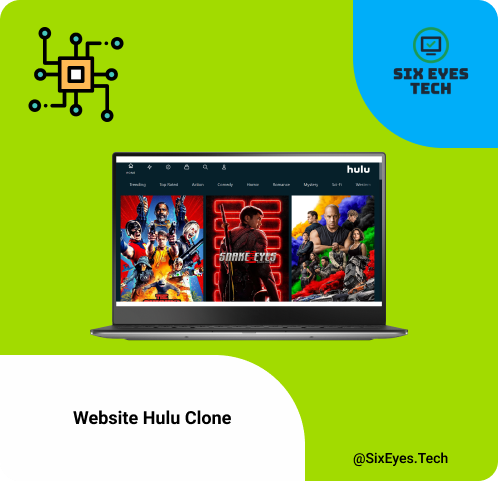 SIX EYES
TECH
HOME
hulu
Trending Top Rated Action Comedy Horror Romance Mystery Sci-Fi Western
SNAKE EYES
Website Hulu Clone
@SixEyes.Tech